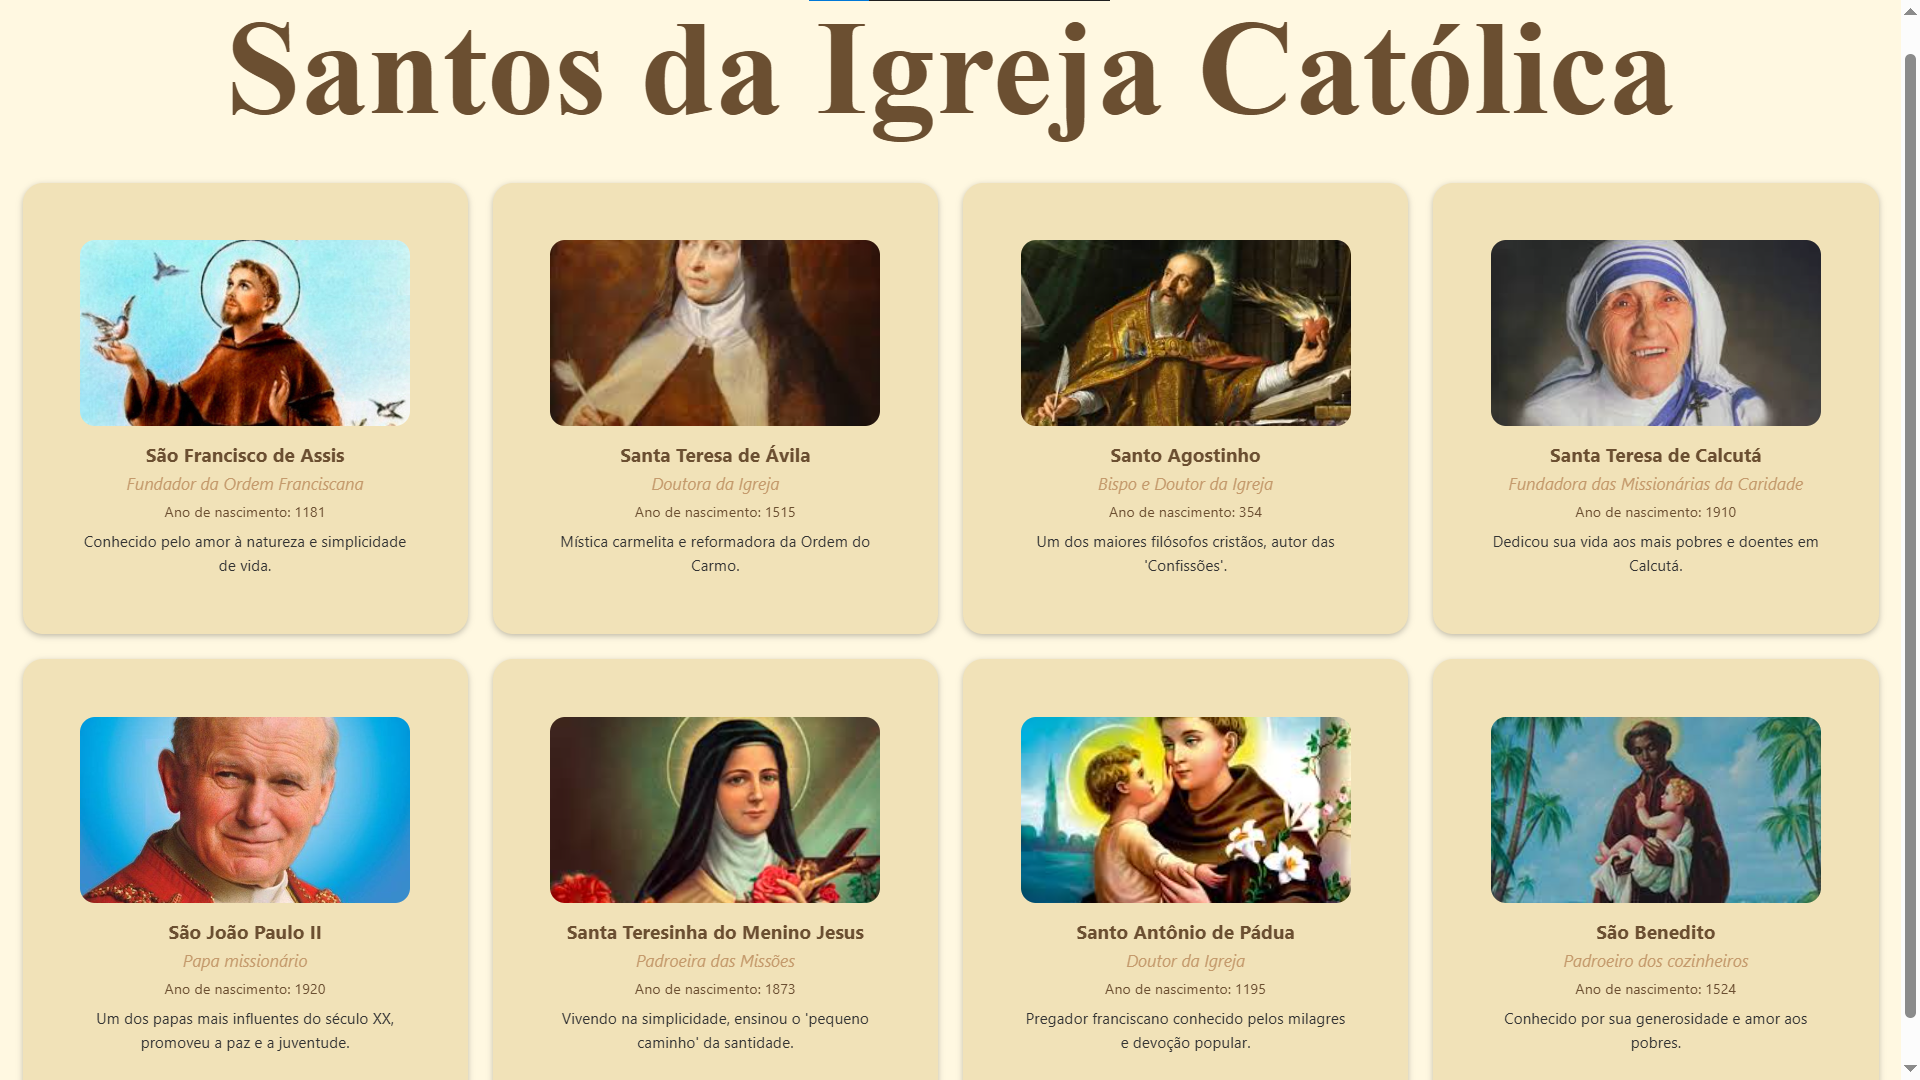 Santos da Igreja Católica
São Francisco de Assis
Fundador da Ordem Franciscana
Ano de nascimento: 1181
Conhecido pelo amor à natureza e simplicidade
de vida.
Santa Teresa de Ávila
Doutora da Igreja
Ano de nascimento: 1515
Mística carmelita e reformadora da Ordem do
Carmo.
Santo Agostinho
Bispo e Doutor da Igreja
Ano de nascimento: 354
Um dos maiores filósofos cristãos, autor das
'Confissões'.
Santa Teresa de Calcutá
Fundadora das Missionárias da Caridade
Ano de nascimento: 1910
Dedicou sua vida aos mais pobres e doentes em
Calcutá.
São João Paulo II
Papa missionário
Ano de nascimento: 1920
Um dos papas mais influentes do século XX,
promoveu a paz e a juventude.
Santa Teresinha do Menino Jesus
Padroeira das Missões
Ano de nascimento: 1873
Vivendo na simplicidade, ensinou o 'pequeno
caminho' da santidade.
Santo Antônio de Pádua
Doutor da Igreja
Ano de nascimento: 1195
Pregador franciscano conhecido pelos milagres
e devoção popular.
São Benedito
Padroeiro dos cozinheiros
Ano de nascimento: 1524
Conhecido por sua generosidade e amor aos
pobres.